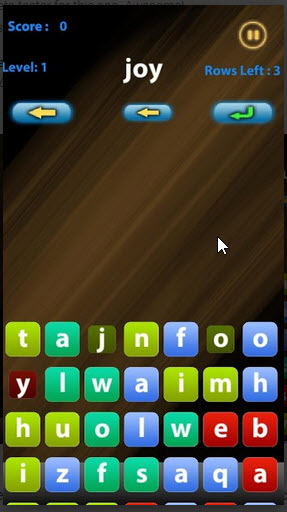 Score : 0
Level: 1
joy
Rows Left : 3
t a j n f o o
y l w a i m h
h u o l w e b
i z f s a q a